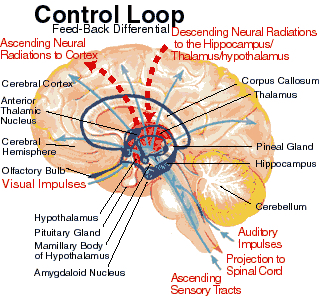 Control Loop
Feed-Back Differential
Ascending Neural
Radiations to Cortex
Descending Neural Radiations
to the Hippocampus/
Thalamus/hypothalamus
Cerebral Cortex
Anterior
Thalamic
Nucleus
Cerebral
Hemisphere
Olfactory Bulb
Visual Impulses
Hypothalamus
Pituitary Gland
Mamillary Body
of Hypothalamus
Amygdaloid Nucleus
Corpus Callosum
Thalamus
Pineal Gland
Hippocampus
Cerebellum
Auditory
Impulses
Projection to
Spinal Cord
Ascending
Sensory Tracts